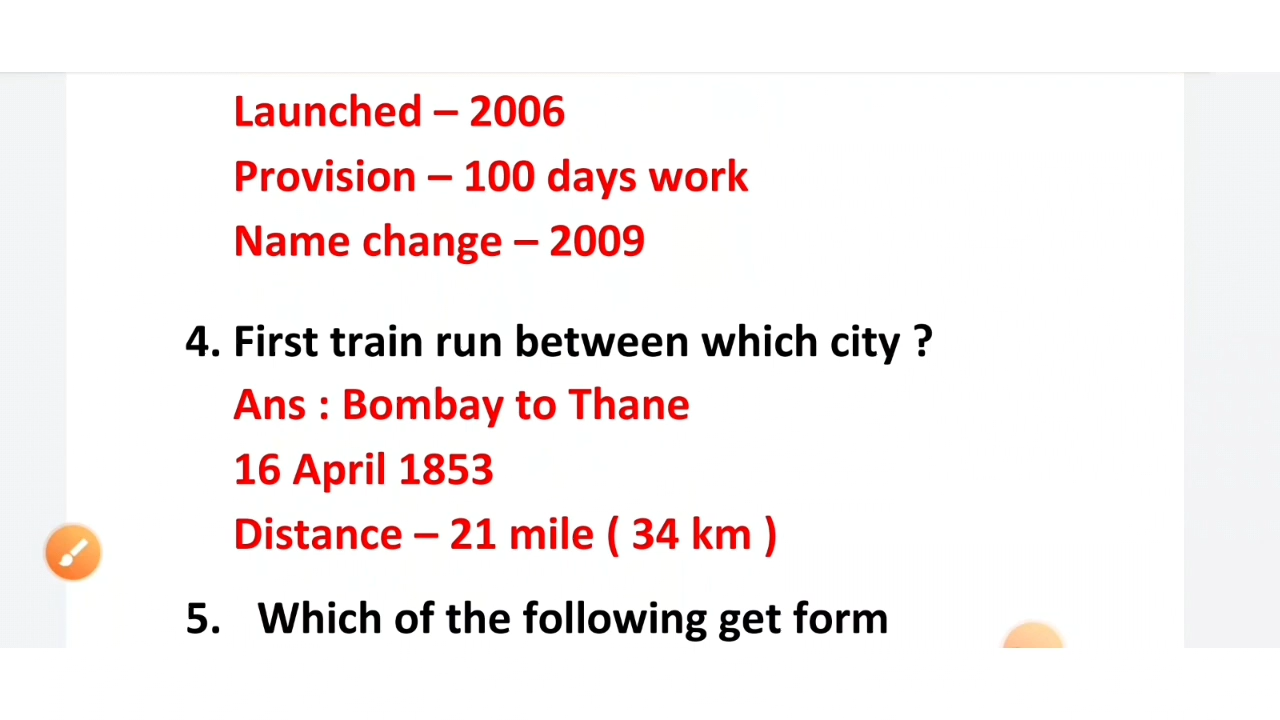 Launched – 2006
Provision – 100 days work
Name change – 2009
4. First train run between which city ?
Ans : Bombay to Thane
16 April 1853
Distance – 21 mile ( 34 km )
5. Which of the following get form